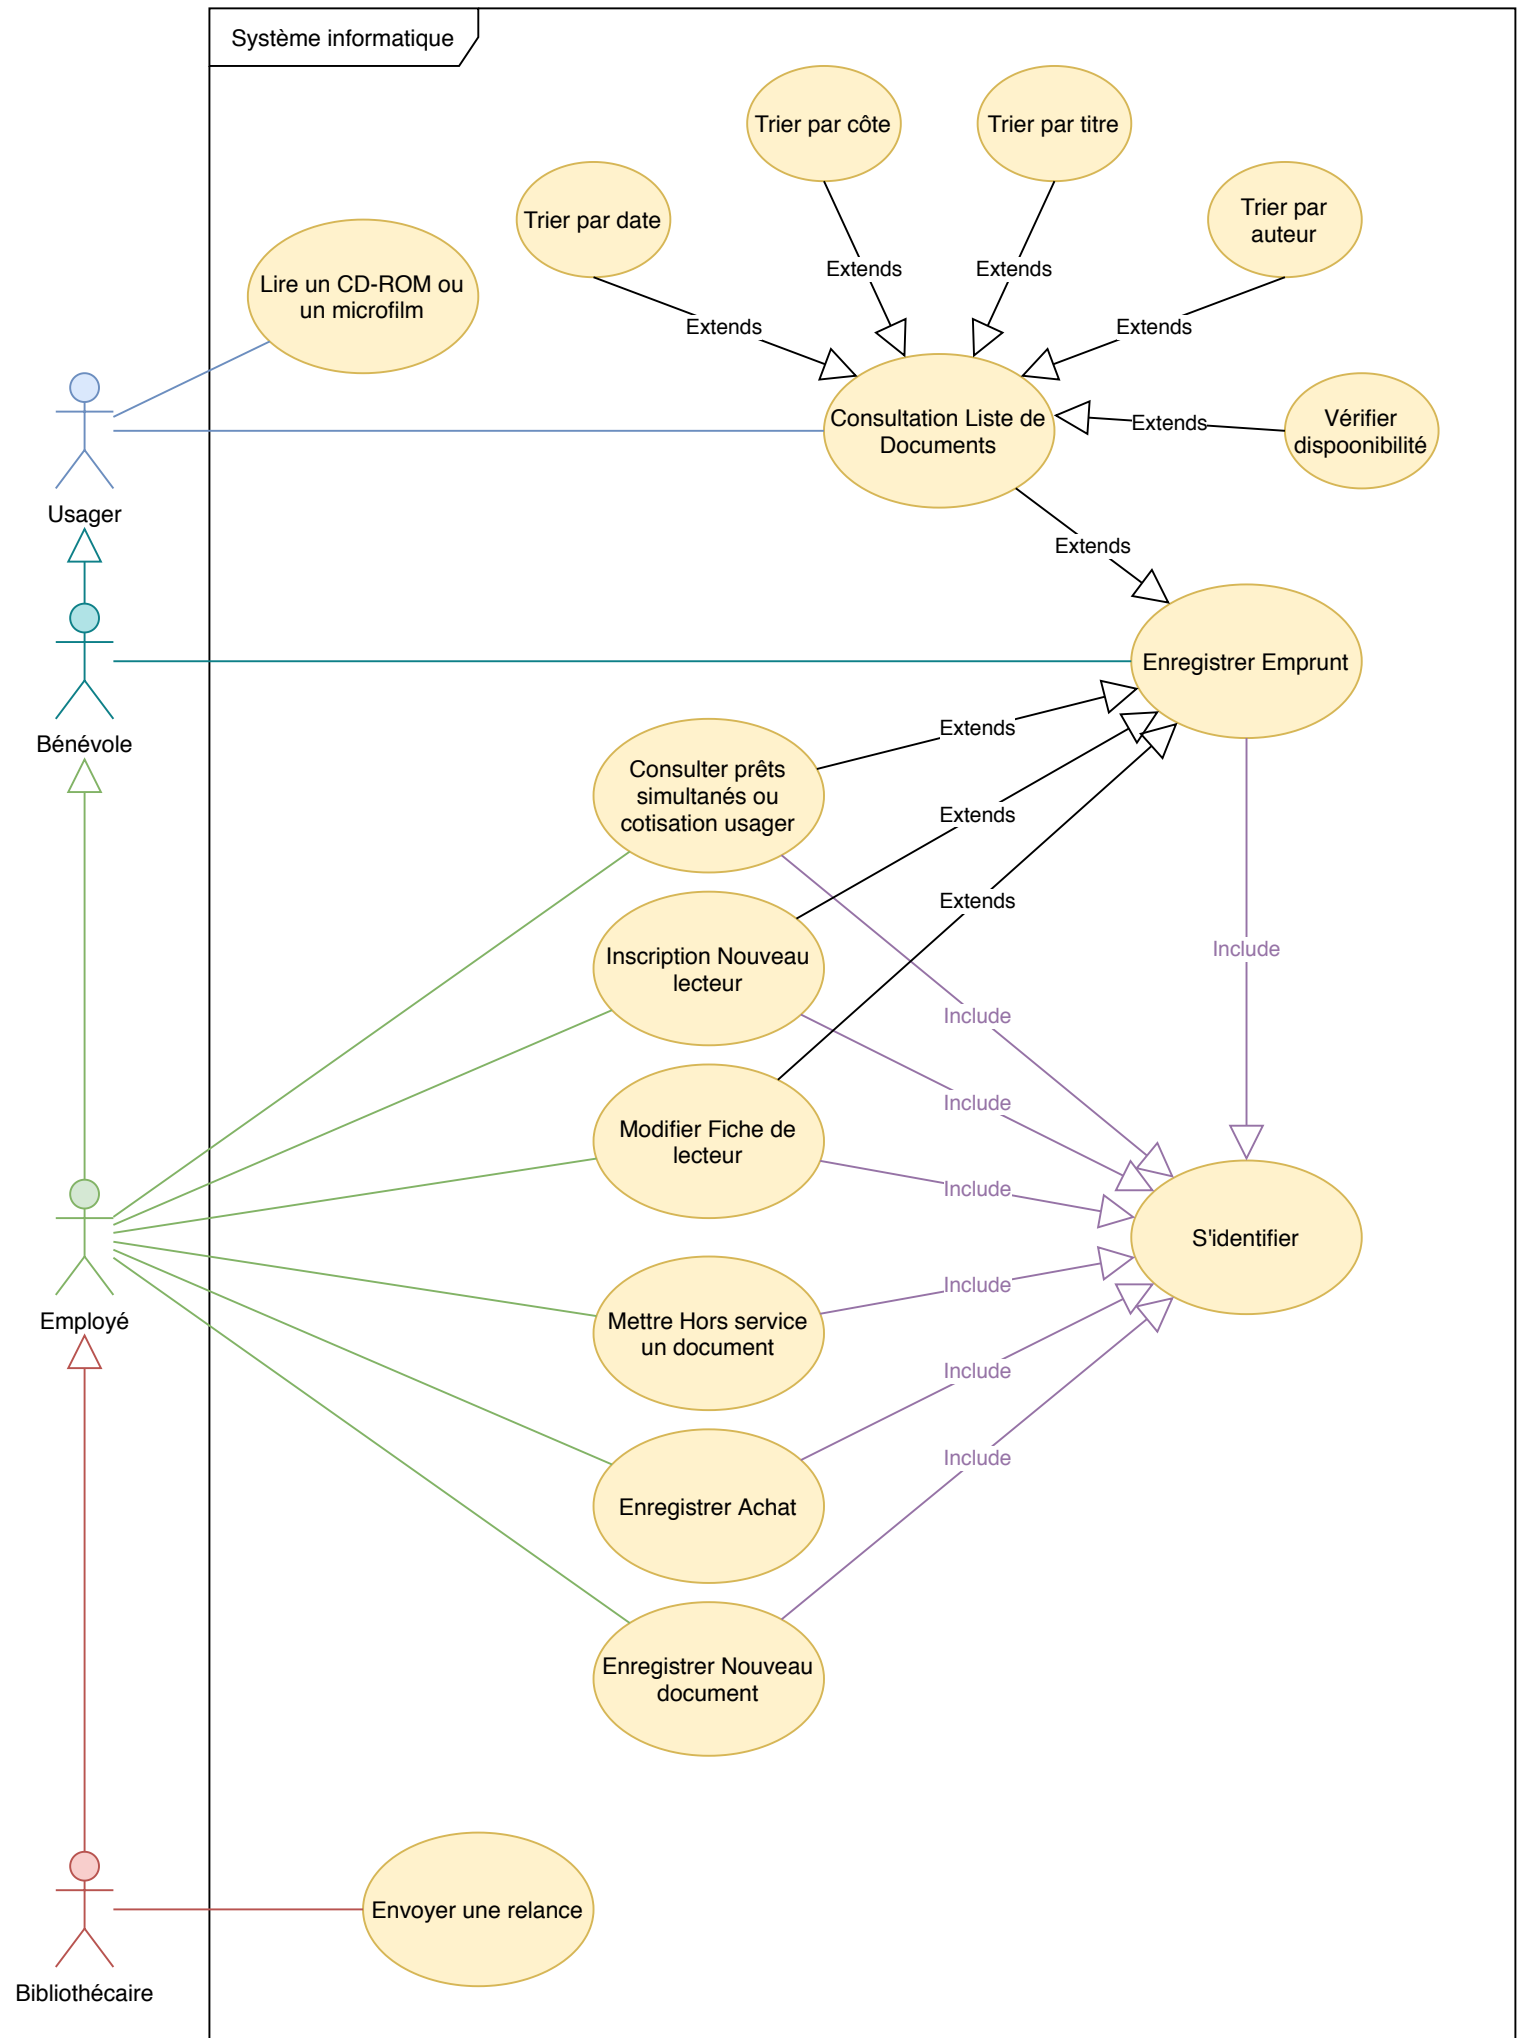 Système informatique
Trier par côte
Trier par titre
Trier par date
Trier par
auteur
Extends
Extends
Lire un CD-ROM ou
un microfilm
Extends
Extends
Consultation Liste de
Documents
Extends
Vérifier
dispoonibilité
Usager
Extends
Enregistrer Emprunt
Bénévole
Extends
Consulter prêts
simultanés ou
cotisation usager
Extends
Extends
Inscription Nouveau
lecteur
Include
Include
Include
Modifier Fiche de
lecteur
Include
S'identifier
Include
Employé
Mettre Hors service
un document
Include
Include
Enregistrer Achat
Enregistrer Nouveau
document
Envoyer une relance
Bibliothécaire